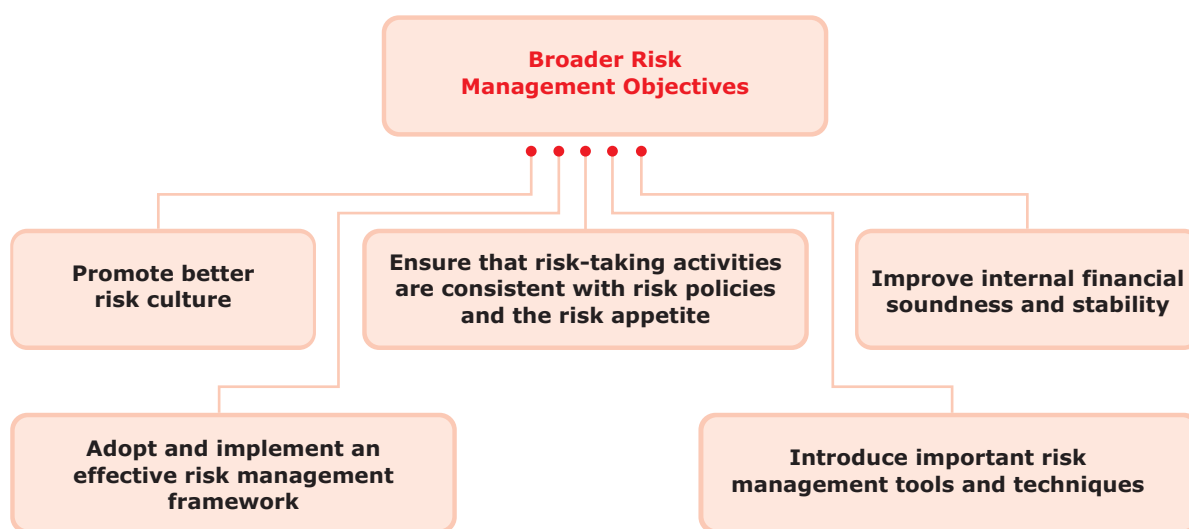 Broader Risk
Management Objectives
Promote better
risk culture
Ensure that risk-taking activities
are consistent with risk policies
and the risk appetite
Improve internal financial
soundness and stability
Adopt and implement an
effective risk management
framework
Introduce important risk
management tools and techniques